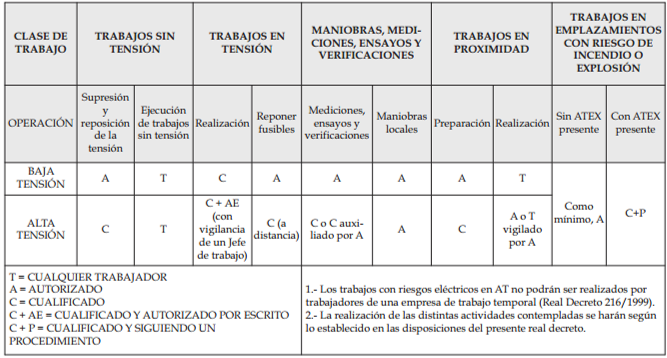 CLASE DE
TRABAJO
TRABAJOS SIN
TENSIÓN
TRABAJOS EN
TENSIÓN
MANIOBRAS, MEDI-
CIONES, ENSAYOS Y
VERIFICACIONES
TRABAJOS EN
PROXIMIDAD
TRABAJOS EN
EMPLAZAMIENTOS
CON RIESGO DE
INCENDIO O
EXPLOSIÓN
OPERACIÓN
Supresión
y
reposición
de la
tensión
Ejecución
de trabajos
sin tensión
Realización
Reponer
fusibles
Mediciones,
ensayos y
verificaciones
Maniobras
locales
Preparación
Realización
Sin ATEX
presente
Con ATEX
presente
BAJA
TENSIÓN
A
T
C
A
A
A
A
T
Como
mínimo, A
C+P
ALTA
TENSIÓN
C
T
C + AE
(con
vigilancia
de un Jefe
de trabajo)
C (a
distancia)
C o C auxi-
liado por A
A
C
A o T
vigilado
por A
T = CUALQUIER TRABAJADOR
A = AUTORIZADO
C = CUALIFICADO
C + AE = CUALIFICADO Y AUTORIZADO POR ESCRITO
C + P = CUALIFICADO Y SIGUIENDO UN
PROCEDIMIENTO
1.- Los trabajos con riesgos eléctricos en AT no podrán ser realizados por
trabajadores de una empresa de trabajo temporal (Real Decreto 216/1999).
2.- La realización de las distintas actividades contempladas se harán según
lo establecido en las disposiciones del presente real decreto.